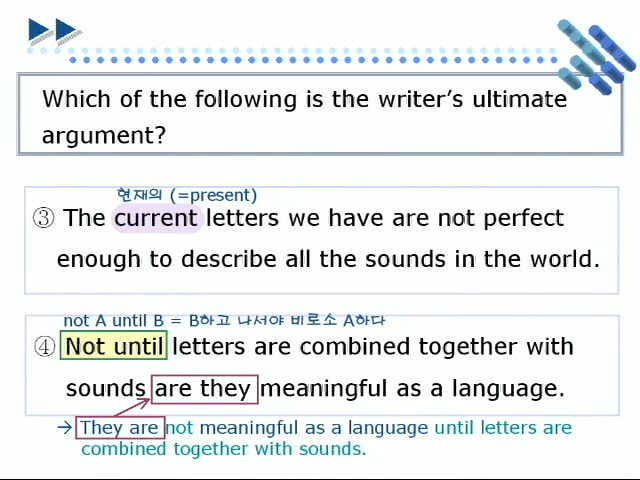 Which of the following is the writer's ultimate
argument?
현재의 (=present)
③ The current letters we have are not perfect
enough to describe all the sounds in the world.
not A until B = B하고 나서야 비로소 A하다
④ Not until letters are combined together with
sounds are they meaningful as a language.
→ They are not meaningful as a language until letters are
combined together with sounds.